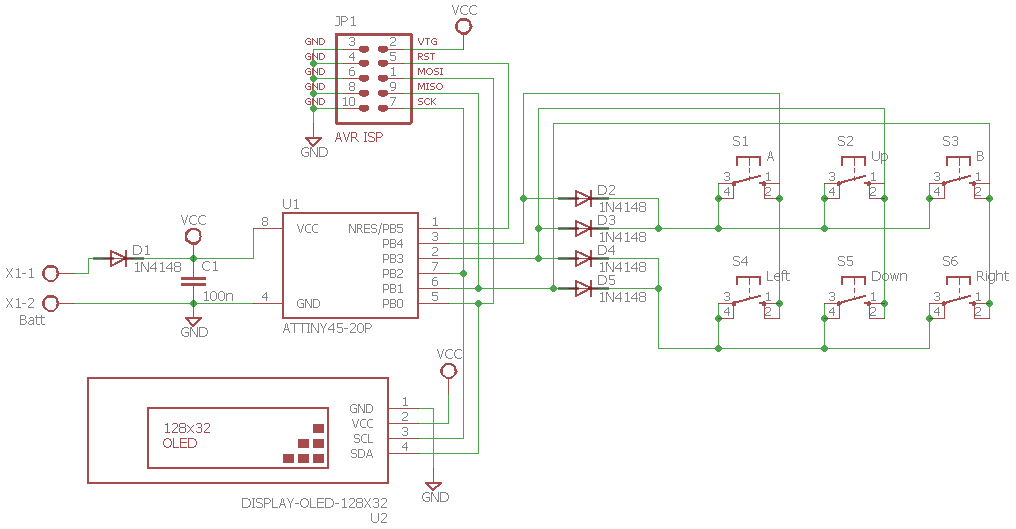 JP1
VCC
GND 3 2 VTG
GND 4 5 RST
GND 6 1 MOSI
GND 8 9 MISO
GND 10 7 SCK
AVR ISP
GND
S1
A
3 1
4 2
S2
Up
3 1
4 2
S3
B
3 1
4 2
D2
1N4148
D3
1N4148
D4
1N4148
D5
1N4148
U1
8 VCC
4 GND
NRES/PB5 1
PB4 3
PB3 2
PB2 7
PB1 6
PB0 5
ATTINY45-20P
VCC
D1
1N4148
C1
100n
X1-1
X1-2
Batt
GND
S4
Left
3 1
4 2
S5
Down
3 1
4 2
S6
Right
3 1
4 2
VCC
128x32
OLED
GND 1
VCC 2
SCL 3
SDA 4
GND
DISPLAY-OLED-128X32
U2